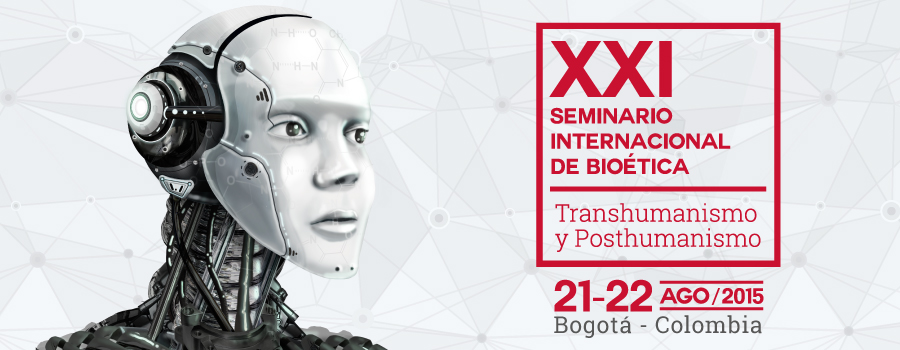 XXI
SEMINARIO
INTERNACIONAL
DE BIOÉTICA
Transhumanismo
y Posthumanismo
21-22 AGO/2015
Bogotá - Colombia